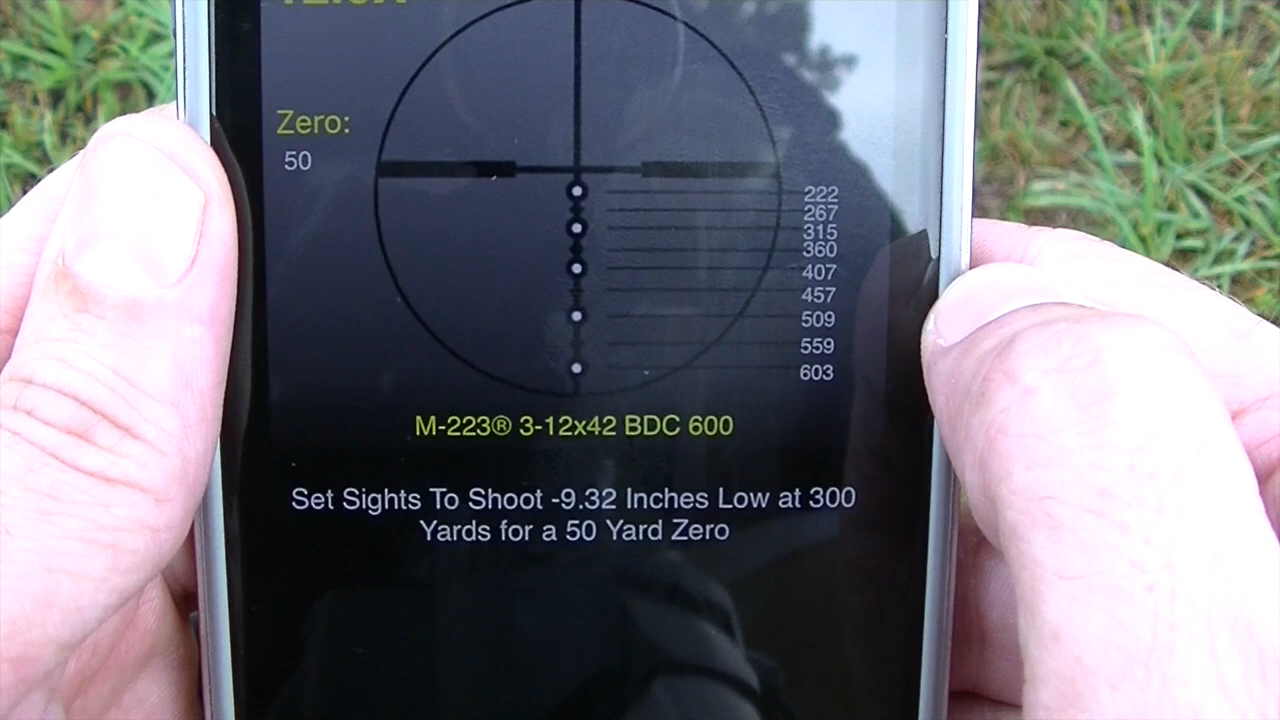 Zero:
50
222
267
315
360
407
457
509
559
603
M-223® 3-12x42 BDC 600
Set Sights To Shoot -9.32 Inches Low at 300
Yards for a 50 Yard Zero